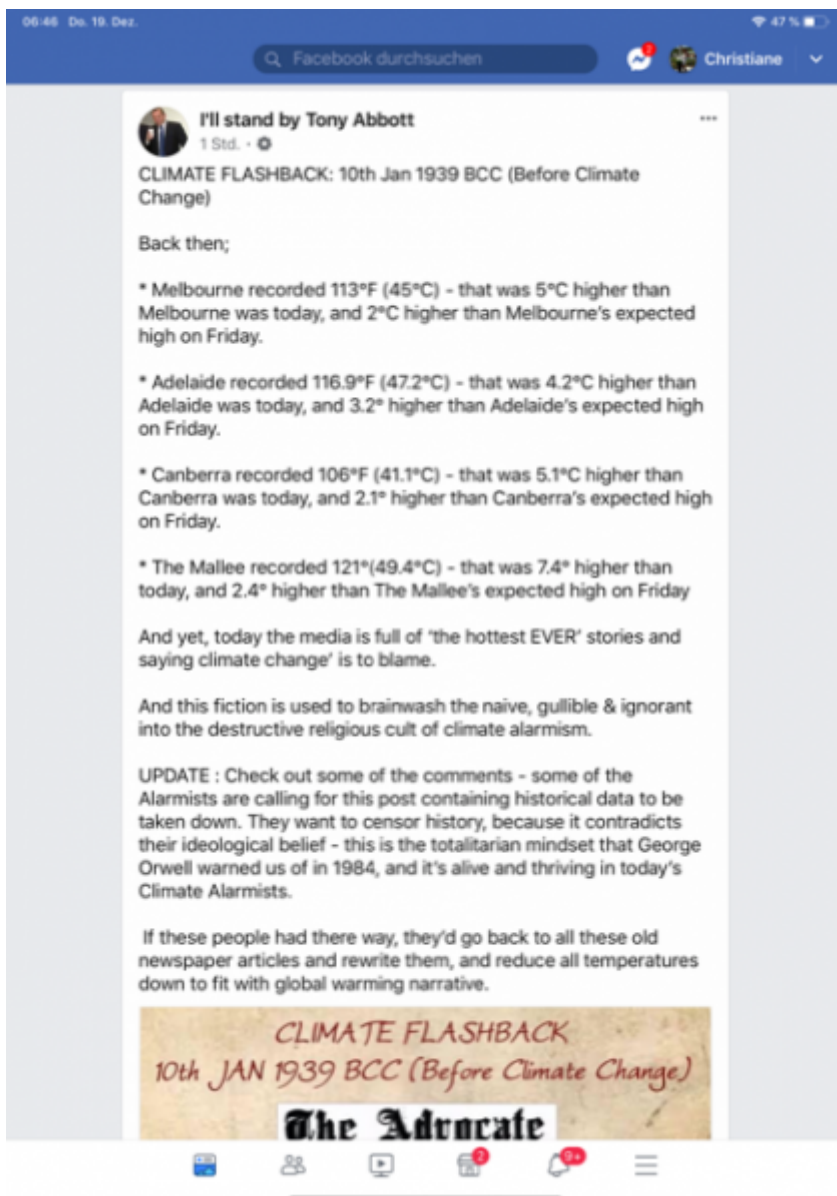 06:46 Do. 19. Dez.
47 %
Facebook durchsuchen
2
Christiane
I'll stand by Tony Abbott
1 Std. ·
CLIMATE FLASHBACK: 10th Jan 1939 BCC (Before Climate
Change)
Back then;
* Melbourne recorded 113°F (45°C) - that was 5°C higher than
Melbourne was today, and 2°C higher than Melbourne's expected
high on Friday.
* Adelaide recorded 116.9°F (47.2°C) - that was 4.2°C higher than
Adelaide was today, and 3.2° higher than Adelaide's expected high
on Friday.
* Canberra recorded 106°F (41.1°C) - that was 5.1°C higher than
Canberra was today, and 2.1° higher than Canberra's expected high
on Friday.
* The Mallee recorded 121°(49.4°C) - that was 7.4° higher than
today, and 2.4° higher than The Mallee's expected high on Friday
And yet, today the media is full of 'the hottest EVER' stories and
saying climate change' is to blame.
And this fiction is used to brainwash the naive, gullible & ignorant
into the destructive religious cult of climate alarmism.
UPDATE : Check out some of the comments - some of the
Alarmists are calling for this post containing historical data to be
taken down. They want to censor history, because it contradicts
their ideological belief - this is the totalitarian mindset that George
Orwell warned us of in 1984, and it's alive and thriving in today's
Climate Alarmists.
If these people had there way, they'd go back to all these old
newspaper articles and rewrite them, and reduce all temperatures
down to fit with global warming narrative.
CLIMATE FLASHBACK
10th JAN 1939 BCC (Before Climate Change)
The Advocate
2
9+